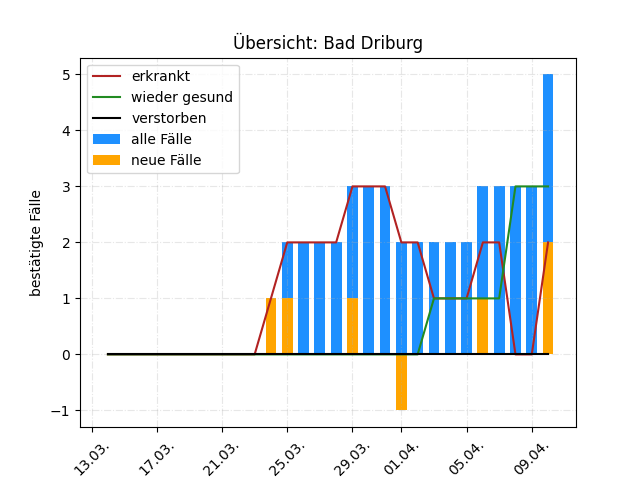 Übersicht: Bad Driburg
erkrankt
wieder gesund
verstorben
alle Fälle
neue Fälle
bestätigte Fälle
5
4
3
2
1
0
−1
13.03.
17.03.
21.03.
25.03.
29.03.
01.04.
05.04.
09.04.